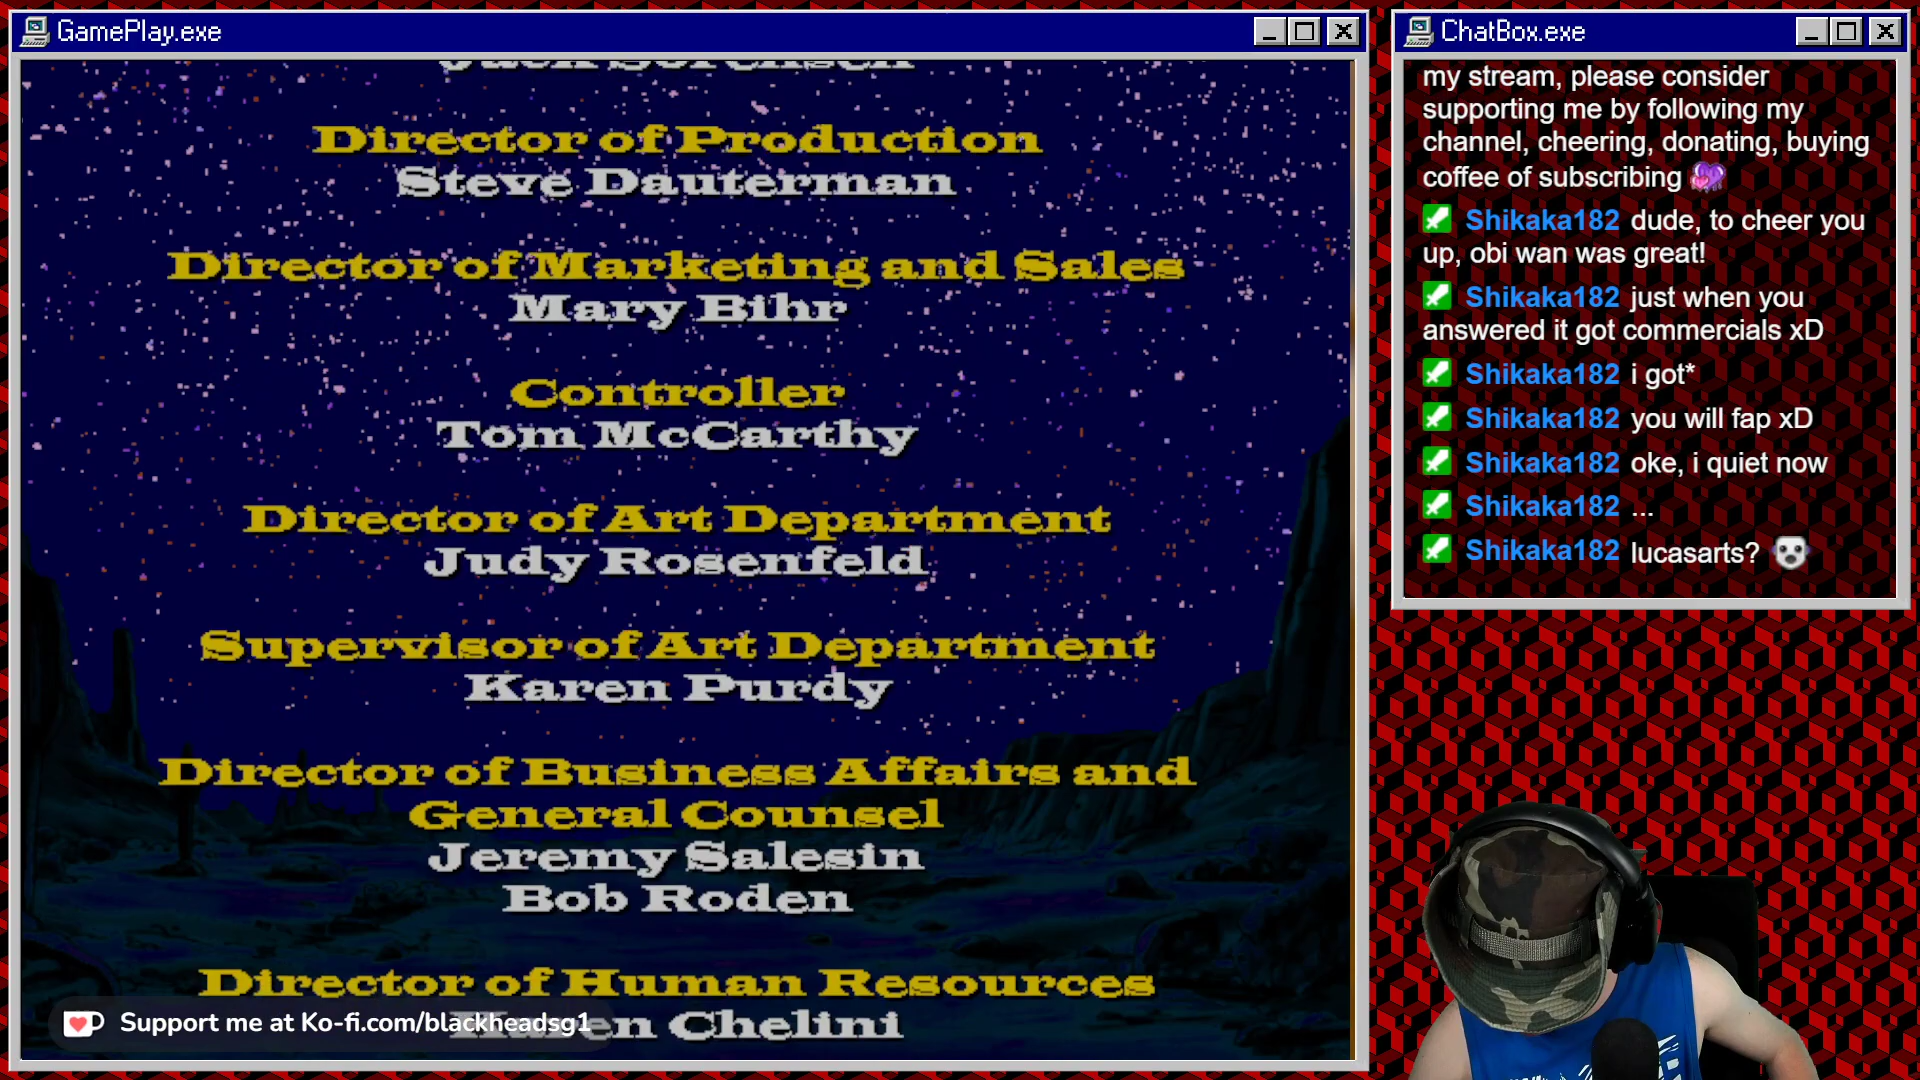 GamePlay.exe
Jack Sorensen
Director of Production
Steve Dauterman
Director of Marketing and Sales
Mary Bihr
Controller
Tom McCarthy
Director of Art Department
Judy Rosenfeld
Supervisor of Art Department
Karen Purdy
Director of Business Affairs and
General Counsel
Jeremy Salesin
Bob Roden
Director of Human Resources
Karen Chelini
Support me at Ko-fi.com/blackheadsg1
ChatBox.exe
my stream, please consider
supporting me by following my
channel, cheering, donating, buying
coffee of subscribing
Shikaka182 dude, to cheer you
up, obi wan was great!
Shikaka182 just when you
answered it got commercials xD
Shikaka182 i got*
Shikaka182 you will fap xD
Shikaka182 oke, i quiet now
Shikaka182 ...
Shikaka182 lucasarts?